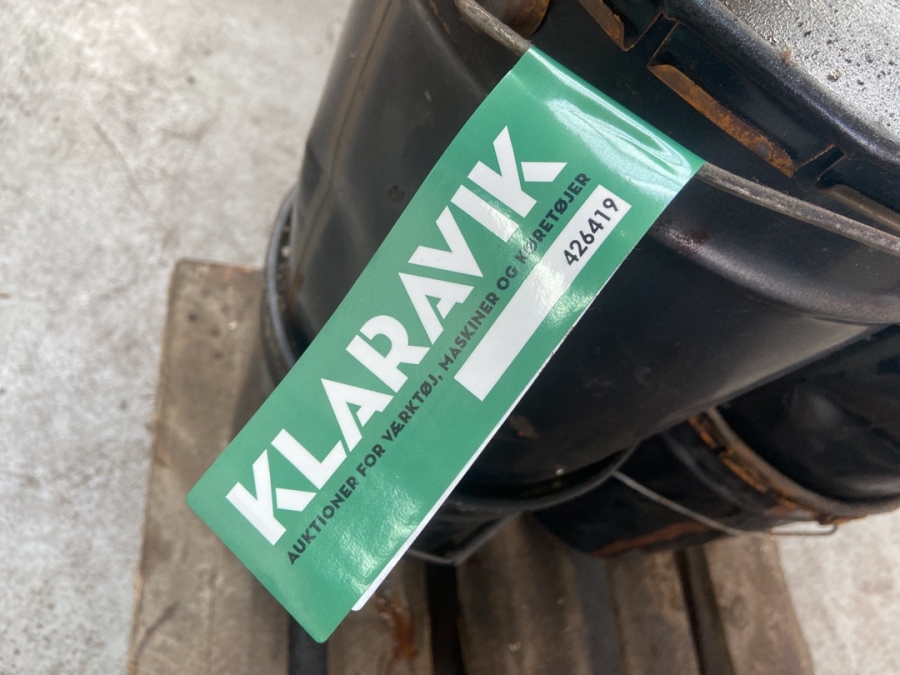 KLARAVIK
AUKTIONER FOR VÆRKTØJ, MASKINER OG KØRETØJER
426419